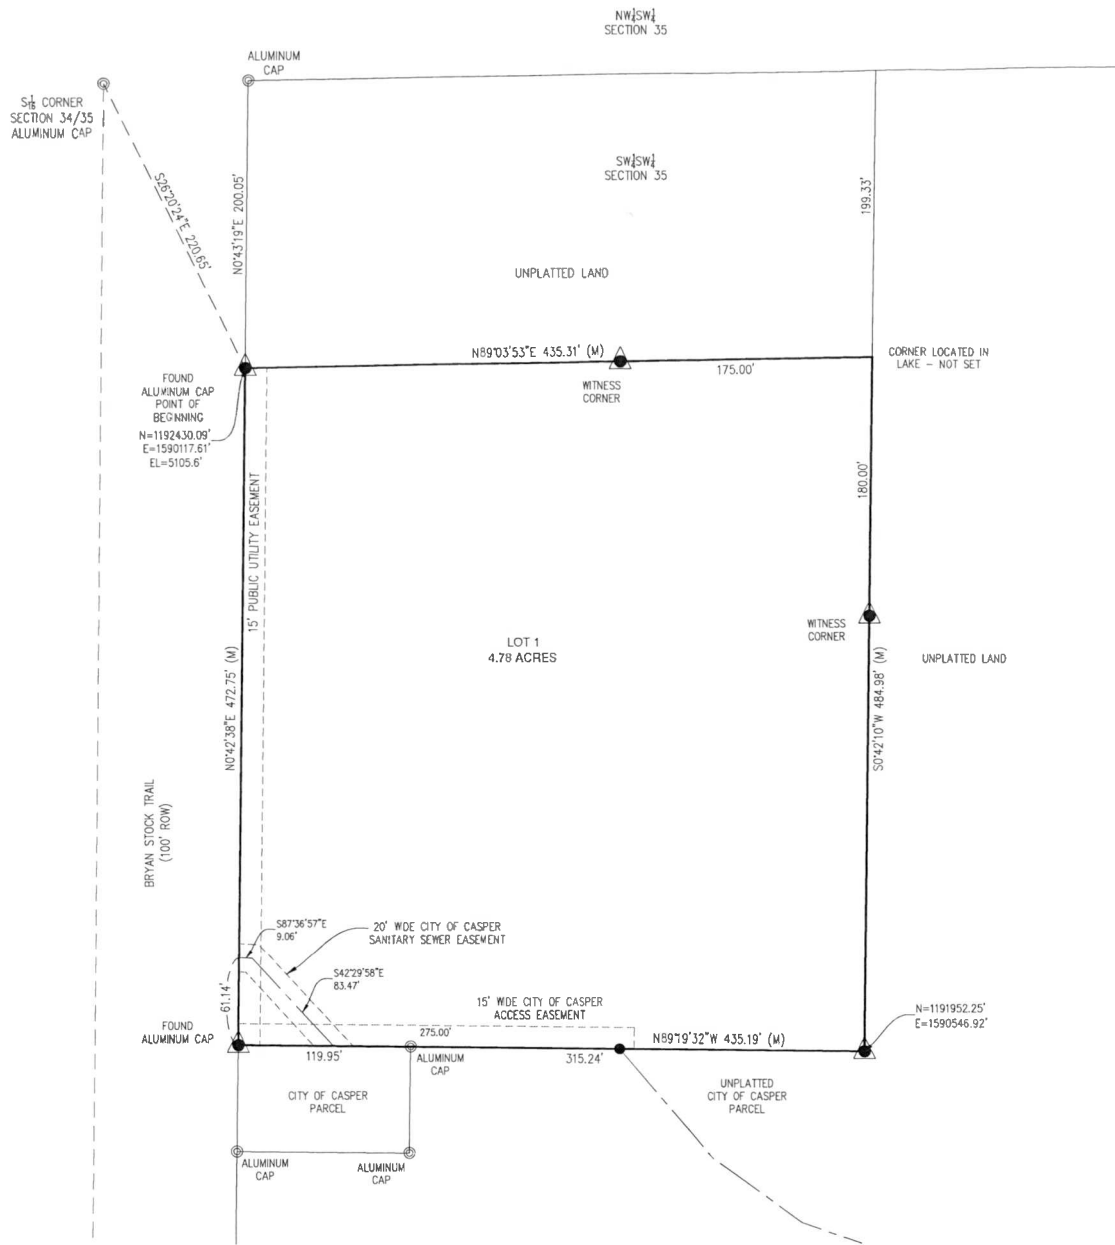 NW¼SW¼
SECTION 35
ALUMINUM
CAP
S1/16 CORNER
SECTION 34/35
ALUMINUM CAP
SW¼SW¼
SECTION 35
S26°20'24"E 220.65'
N0°43'19"E 200.05'
199.33'
UNPLATTED LAND
N89°03'53"E 435.31' (M)
175.00'
CORNER LOCATED IN
LAKE - NOT SET
WITNESS
CORNER
FOUND
ALUMINUM CAP
POINT OF
BEGINNING
N=1192430.09'
E=1590117.61'
EL=5105.6'
15' PUBLIC UTILITY EASEMENT
180.00'
LOT 1
4.78 ACRES
WITNESS
CORNER
UNPLATTED LAND
N0°42'38"E 472.75' (M)
S0°42'10"W 484.98' (M)
BRYAN STOCK TRAIL
(100' ROW)
S87°36'57"E
9.06'
20' WIDE CITY OF CASPER
SANITARY SEWER EASEMENT
S42°29'58"E
83.47'
61.14'
15' WIDE CITY OF CASPER
ACCESS EASEMENT
N=1191952.25'
E=1590546.92'
FOUND
ALUMINUM CAP
275.00'
N89°19'32"W 435.19' (M)
119.95'
ALUMINUM
CAP
315.24'
CITY OF CASPER
PARCEL
UNPLATTED
CITY OF CASPER
PARCEL
ALUMINUM
CAP
ALUMINUM
CAP